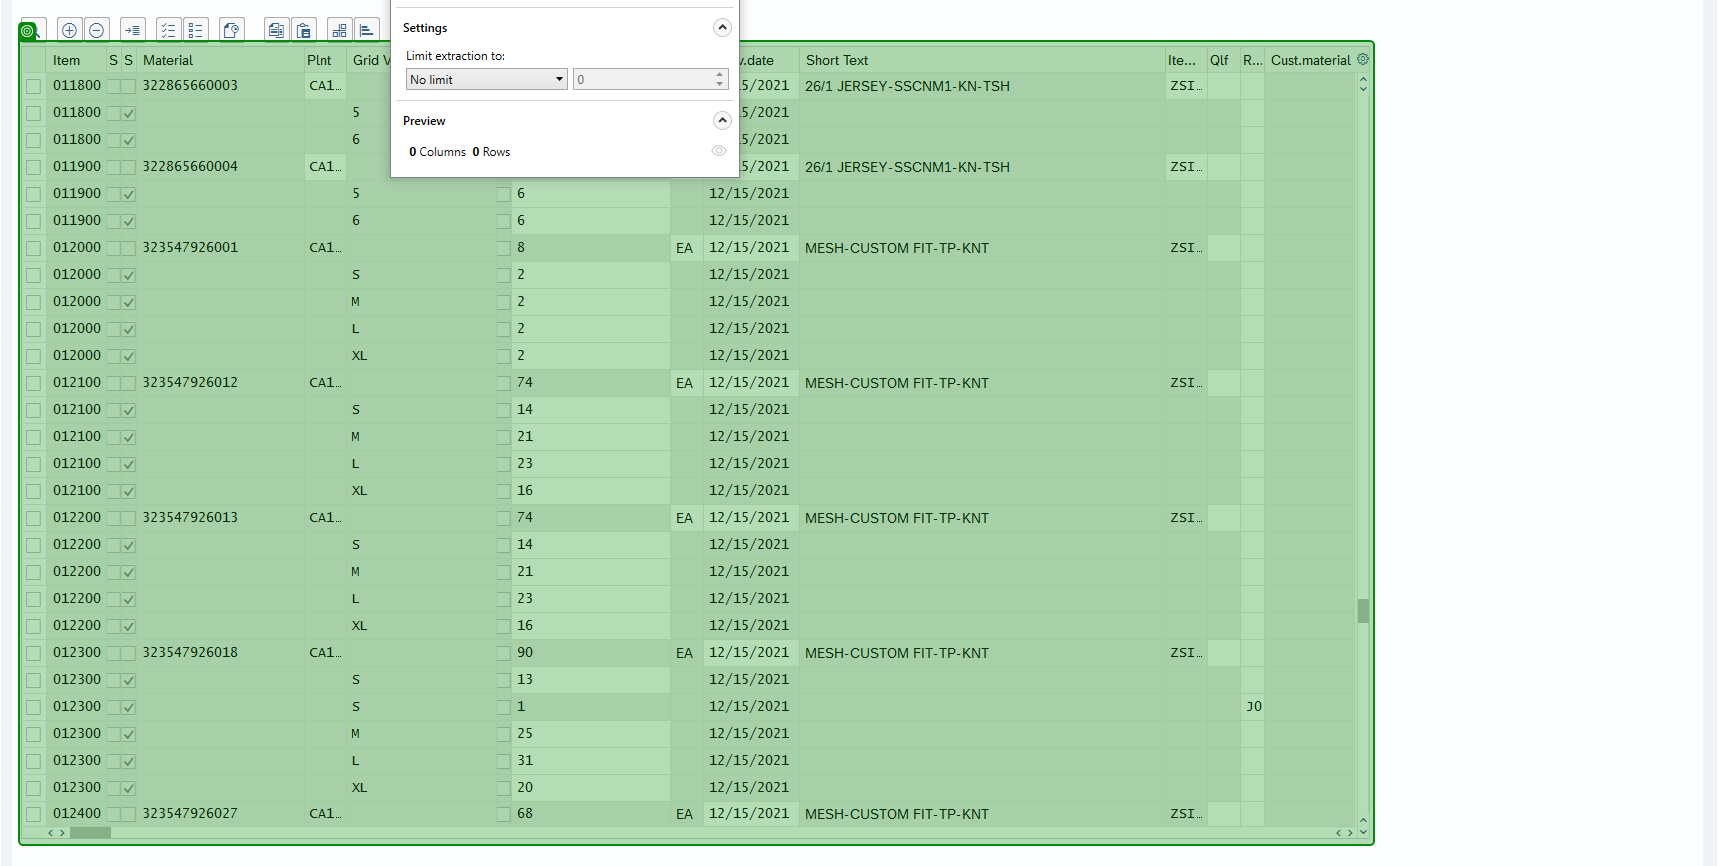 Settings
Limit extraction to:
No limit 0
Preview
0 Columns 0 Rows
Item S S Material Plnt Grid V .date Short Text Ite... Qlf R... Cust.material
011800 322865660003 CA1... 5/2021 26/1 JERSEY-SSCNM1-KN-TSH ZSI...
011800 5 5/2021
011800 6 5/2021
011900 322865660004 CA1... 5/2021 26/1 JERSEY-SSCNM1-KN-TSH ZSI...
011900 5 6 12/15/2021
011900 6 6 12/15/2021
012000 323547926001 CA1... 8 EA 12/15/2021 MESH-CUSTOM FIT-TP-KNT ZSI...
012000 S 2 12/15/2021
012000 M 2 12/15/2021
012000 L 2 12/15/2021
012000 XL 2 12/15/2021
012100 323547926012 CA1... 74 EA 12/15/2021 MESH-CUSTOM FIT-TP-KNT ZSI...
012100 S 14 12/15/2021
012100 M 21 12/15/2021
012100 L 23 12/15/2021
012100 XL 16 12/15/2021
012200 323547926013 CA1... 74 EA 12/15/2021 MESH-CUSTOM FIT-TP-KNT ZSI...
012200 S 14 12/15/2021
012200 M 21 12/15/2021
012200 L 23 12/15/2021
012200 XL 16 12/15/2021
012300 323547926018 CA1... 90 EA 12/15/2021 MESH-CUSTOM FIT-TP-KNT ZSI...
012300 S 13 12/15/2021
012300 S 1 12/15/2021 J0
012300 M 25 12/15/2021
012300 L 31 12/15/2021
012300 XL 20 12/15/2021
012400 323547926027 CA1... 68 EA 12/15/2021 MESH-CUSTOM FIT-TP-KNT ZSI...